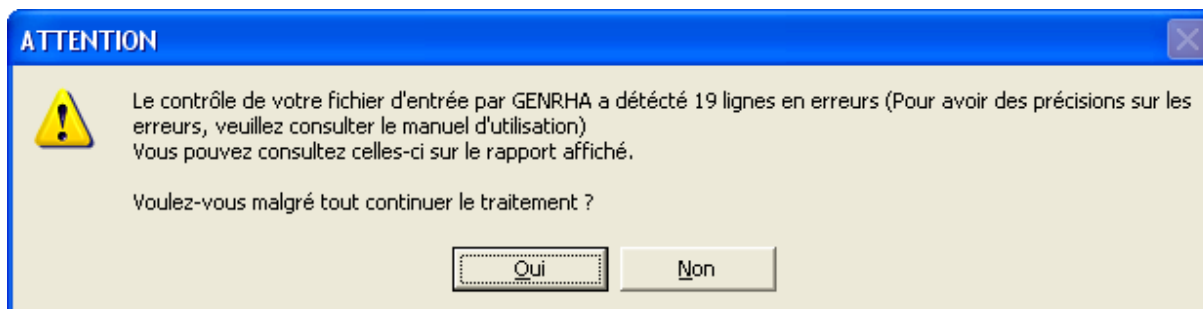 ATTENTION
Le contrôle de votre fichier d'entrée par GENRHA a détécté 19 lignes en erreurs (Pour avoir des précisions sur les
erreurs, veuillez consulter le manuel d'utilisation)
Vous pouvez consultez celles-ci sur le rapport affiché.
Voulez-vous malgré tout continuer le traitement ?
Oui Non